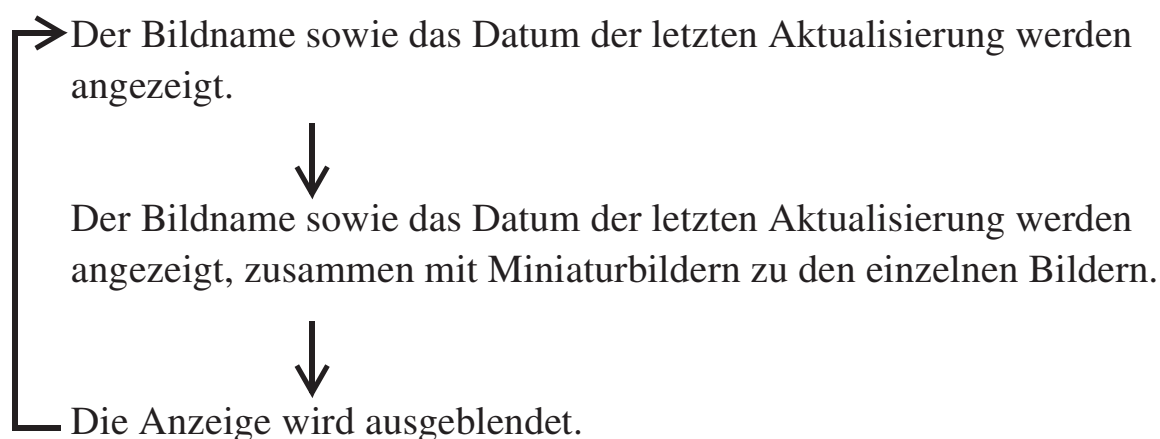 Der Bildname sowie das Datum der letzten Aktualisierung werden
angezeigt.
Der Bildname sowie das Datum der letzten Aktualisierung werden
angezeigt, zusammen mit Miniaturbildern zu den einzelnen Bildern.
Die Anzeige wird ausgeblendet.